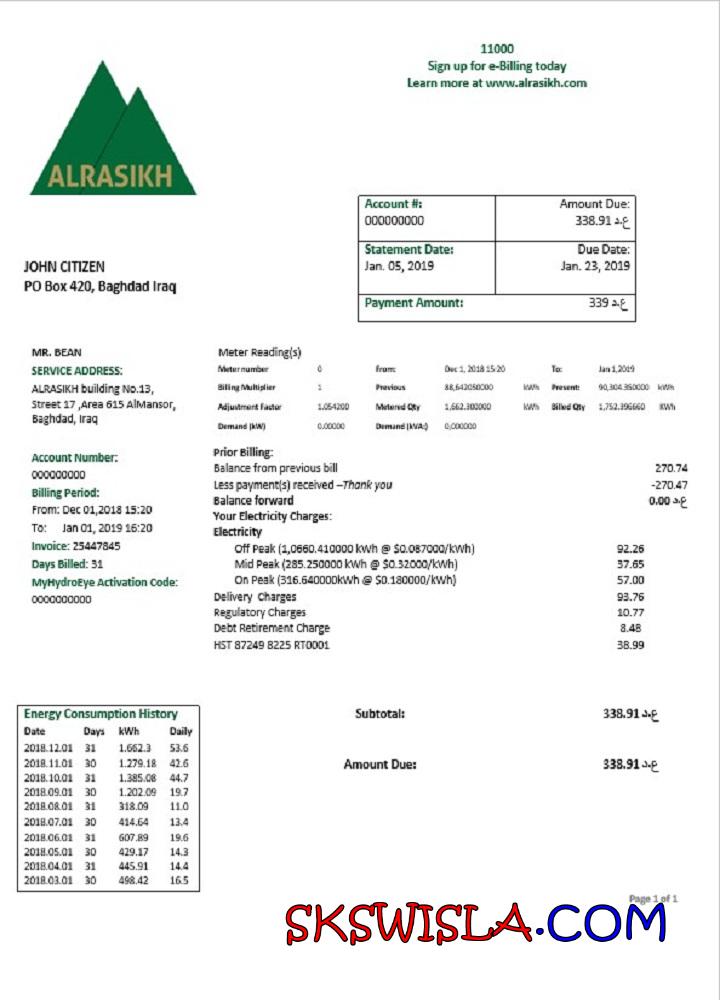 11000
Sign up for e-Billing today
Learn more at www.alrasikh.com
ALRASIKH
Account #:
000000000
Amount Due:
338.91 د.ع
Statement Date:
Jan. 05, 2019
Due Date:
Jan. 23, 2019
Payment Amount: 339 د.ع
JOHN CITIZEN
PO Box 420, Baghdad Iraq
MR. BEAN
SERVICE ADDRESS:
ALRASIKH building No.13,
Street 17 ,Area 615 AlMansor,
Baghdad, Iraq
Account Number:
000000000
Billing Period:
From: Dec 01,2018 15:20
To: Jan 01, 2019 16:20
Invoice: 25447845
Days Billed: 31
MyHydroEye Activation Code:
0000000000
Meter Reading(s)
Meter number 0 From: Dec 1, 2018 15:20 To: Jan 1,2019
Billing Multiplier 1 Previous 88,642050000 kWh Present: 90,304.350000 kWh
Adjustment Factor 1.054200 Metered Qty 1,662.300000 kWh Billed Qty 1,752.396660 KWh
Demand (kW) 0.00000 Demand (kVA:) 0,000000
Prior Billing:
Balance from previous bill 270.74
Less payment(s) received –Thank you -270.47
Balance forward 0.00 د.ع
Your Electricity Charges:
Electricity
Off Peak (1,0660.410000 kWh @ $0.087000/kWh) 92.26
Mid Peak (285.250000 kWh @ $0.32000/kWh) 37.65
On Peak (316.640000kWh @ $0.180000/kWh) 57.00
Delivery Charges 93.76
Regulatory Charges 10.77
Debt Retirement Charge 8.48
HST 87249 8225 RT0001 38.99
Energy Consumption History
Date Days kWh Daily
2018.12.01 31 1.662.3 53.6
2018.11.01 30 1.279.18 42.6
2018.10.01 31 1.385.08 44.7
2018.09.01 30 1.202.09 19.7
2018.08.01 31 318.09 11.0
2018.07.01 30 414.64 13.4
2018.06.01 31 607.89 19.6
2018.05.01 30 429.17 14.3
2018.04.01 31 445.91 14.4
2018.03.01 30 498.42 16.5
Subtotal: 338.91 د.ع
Amount Due: 338.91 د.ع
Page 1 of 1
SKSWISLA.COM